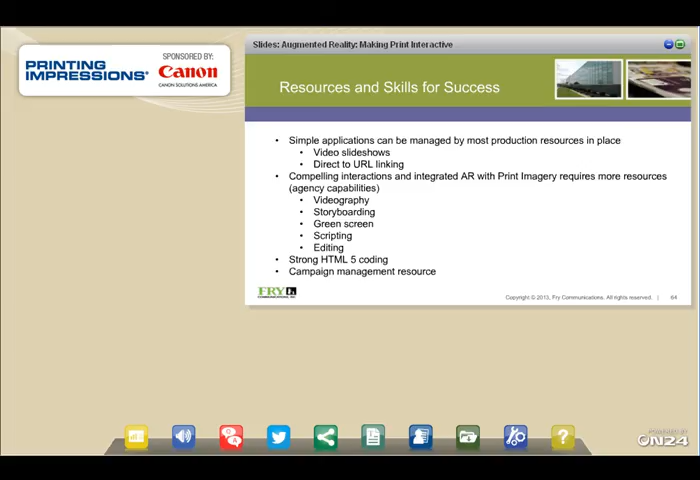 Slides: Augmented Reality: Making Print Interactive
PRINTING
IMPRESSIONS®
SPONSORED BY:
Canon
CANON SOLUTIONS AMERICA
Resources and Skills for Success
• Simple applications can be managed by most production resources in place
• Video slideshows
• Direct to URL linking
• Compelling interactions and integrated AR with Print Imagery requires more resources
(agency capabilities)
• Videography
• Storyboarding
• Green screen
• Scripting
• Editing
• Strong HTML 5 coding
• Campaign management resource
FRY
COMMUNICATIONS, INC.
Copyright © 2013, Fry Communications. All rights reserved. | 64
Q
A
?
POWERED BY
ON24